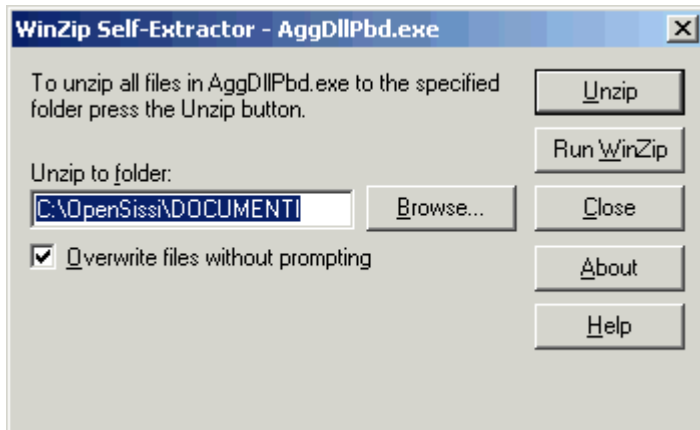 WinZip Self-Extractor - AggDllPbd.exe
To unzip all files in AggDllPbd.exe to the specified
folder press the Unzip button.
Unzip
Run WinZip
Unzip to folder:
C:\OpenSissi\DOCUMENTI
Browse...
Close
Overwrite files without prompting
About
Help